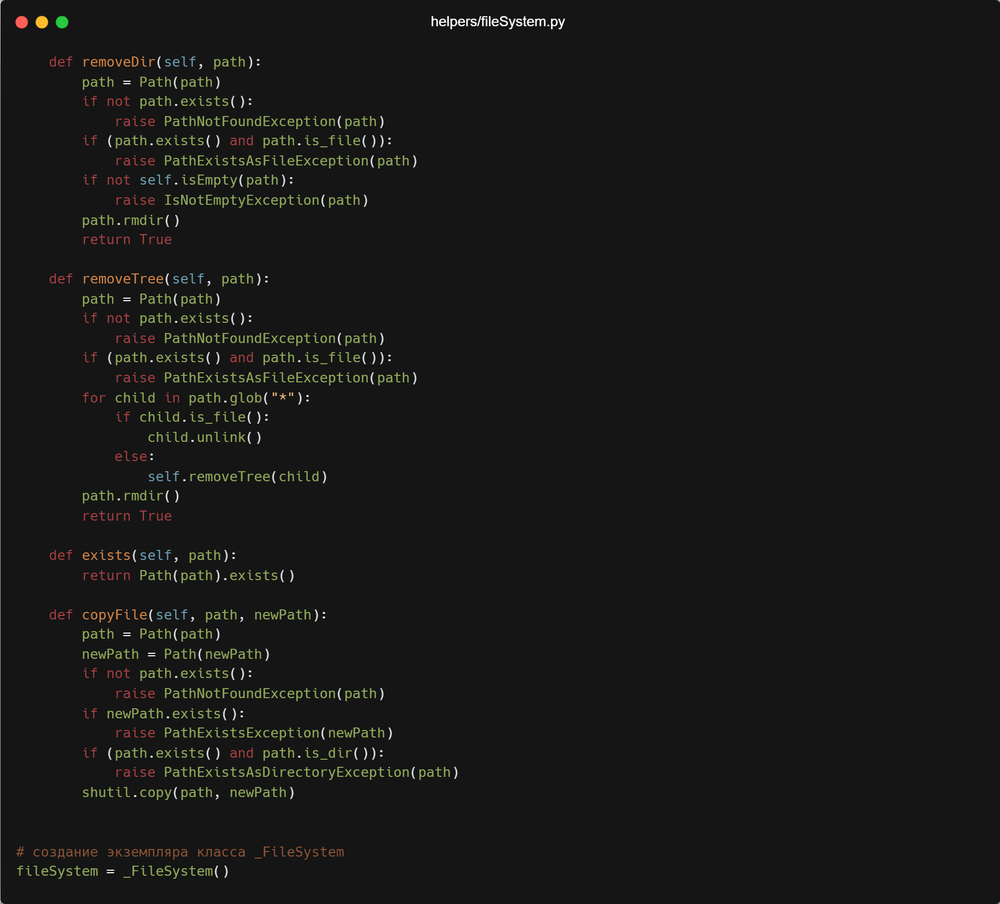 helpers/fileSystem.py
    def removeDir(self, path):
        path = Path(path)
        if not path.exists():
            raise PathNotFoundException(path)
        if (path.exists() and path.is_file()):
            raise PathExistsAsFileException(path)
        if not self.isEmpty(path):
            raise IsNotEmptyException(path)
        path.rmdir()
        return True

    def removeTree(self, path):
        path = Path(path)
        if not path.exists():
            raise PathNotFoundException(path)
        if (path.exists() and path.is_file()):
            raise PathExistsAsFileException(path)
        for child in path.glob("*"):
            if child.is_file():
                child.unlink()
            else:
                self.removeTree(child)
        path.rmdir()
        return True

    def exists(self, path):
        return Path(path).exists()

    def copyFile(self, path, newPath):
        path = Path(path)
        newPath = Path(newPath)
        if not path.exists():
            raise PathNotFoundException(path)
        if newPath.exists():
            raise PathExistsException(newPath)
        if (path.exists() and path.is_dir()):
            raise PathExistsAsDirectoryException(path)
        shutil.copy(path, newPath)

# создание экземпляра класса _FileSystem
fileSystem = _FileSystem()